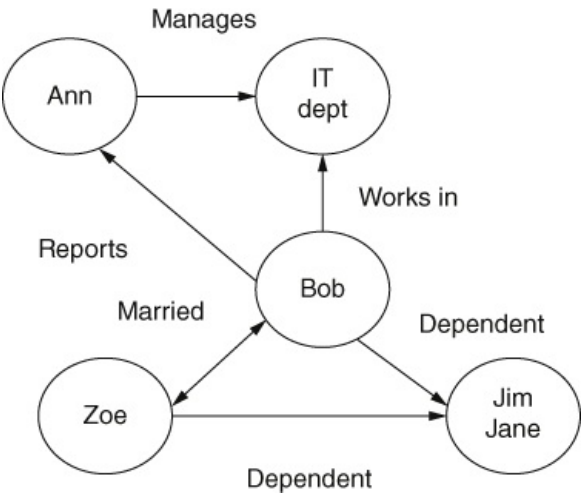 Manages
Ann
IT
dept
Works in
Reports
Bob
Married
Dependent
Zoe
Jim
Jane
Dependent